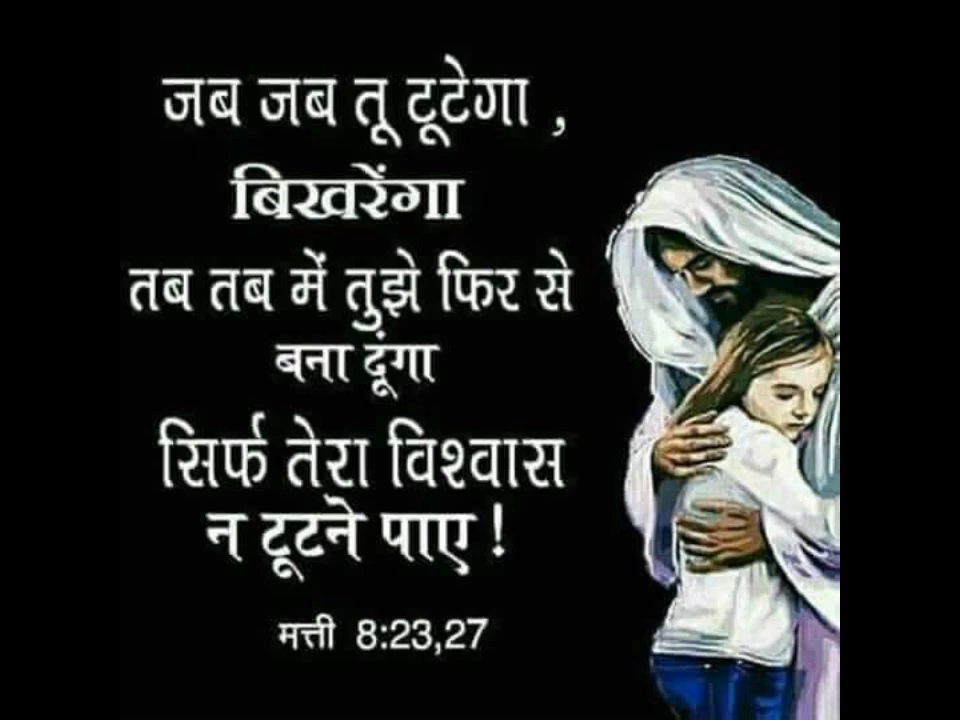 जब जब तू टूटेगा ,
बिखरेंगा
तब तब में तुझे फिर से
बना दूंगा
सिर्फ तेरा विश्वास
न टूटने पाए !
मत्ती 8:23,27